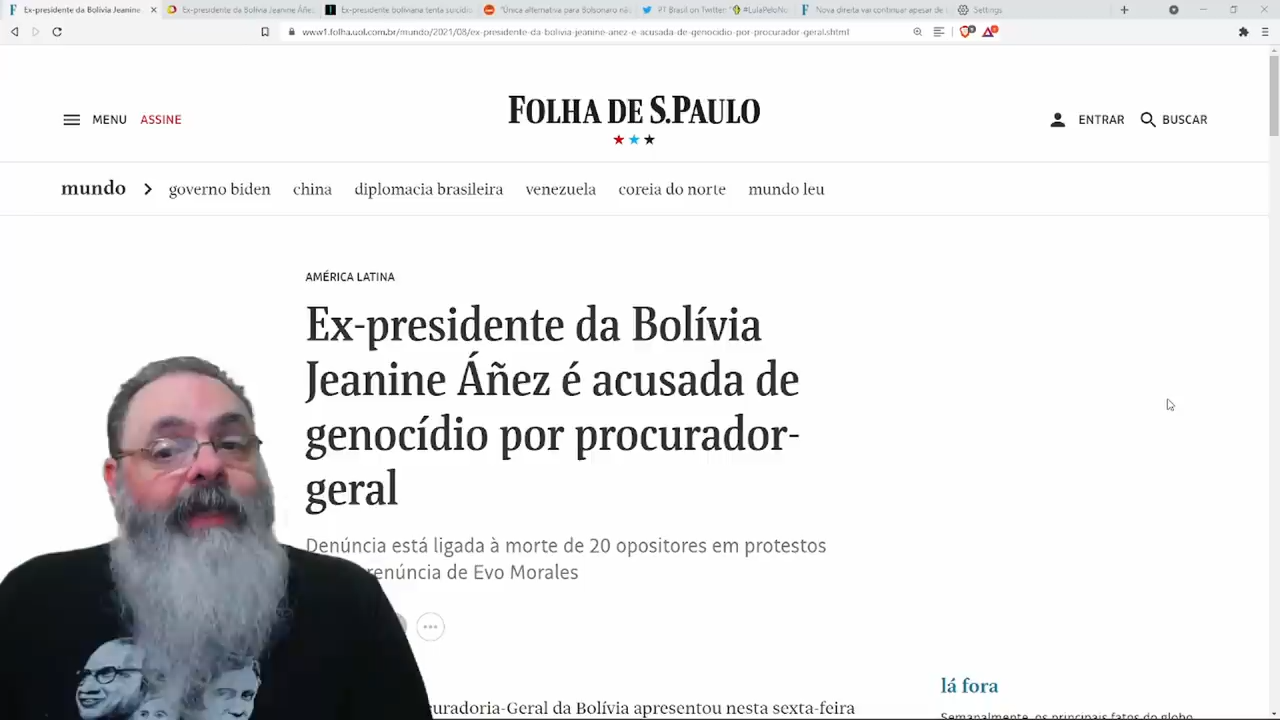 Ex-presidente da Bolívia Jeanine
Ex-presidente da Bolívia Jeanine Áñez
Ex-presidente boliviana tenta suicídio
"Única alternativa para Bolsonaro não
PT Brasil on Twitter: "#LulaPeloNo
Nova direita vai continuar apesar de
Settings
www1.folha.uol.com.br/mundo/2021/08/ex-presidente-da-bolivia-jeanine-anez-e-acusada-de-genocidio-por-procurador-geral.shtml
MENU ASSINE
FOLHA DE S.PAULO
ENTRAR BUSCAR
mundo governo biden china diplomacia brasileira venezuela coreia do norte mundo leu
AMÉRICA LATINA
Ex-presidente da Bolívia
Jeanine Áñez é acusada de
genocídio por procurador-
geral
Denúncia está ligada à morte de 20 opositores em protestos
renúncia de Evo Morales
curadoria-Geral da Bolívia apresentou nesta sexta-feira
lá fora
Semanalmente, os principais fatos do globo